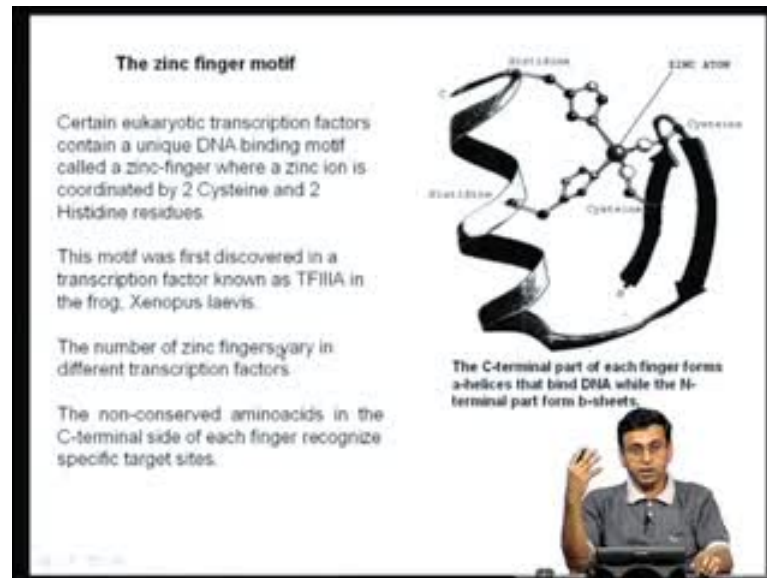 The zinc finger motif
Certain eukaryotic transcription factors
contain a unique DNA binding motif
called a zinc-finger where a zinc ion is
coordinated by 2 Cysteine and 2
Histidine residues.
This motif was first discovered in a
transcription factor known as TFIIIA in
the frog, Xenopus laevis.
The number of zinc fingers vary in
different transcription factors.
The non-conserved aminoacids in the
C-terminal side of each finger recognize
specific target sites.
Histidine
ZINC ATOM
C
Cysteine
Histidine
Cysteine
The C-terminal part of each finger forms
a-helices that bind DNA while the N-
terminal part form b-sheets.